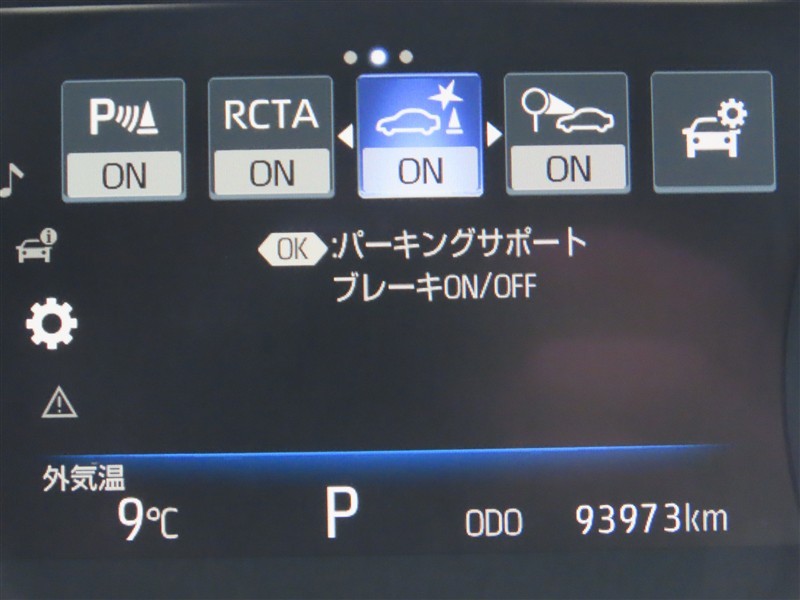 P RCTA
ON ON ON ON
OK :パーキングサポート
ブレーキON/OFF
外気温
9℃ P ODO 93973km